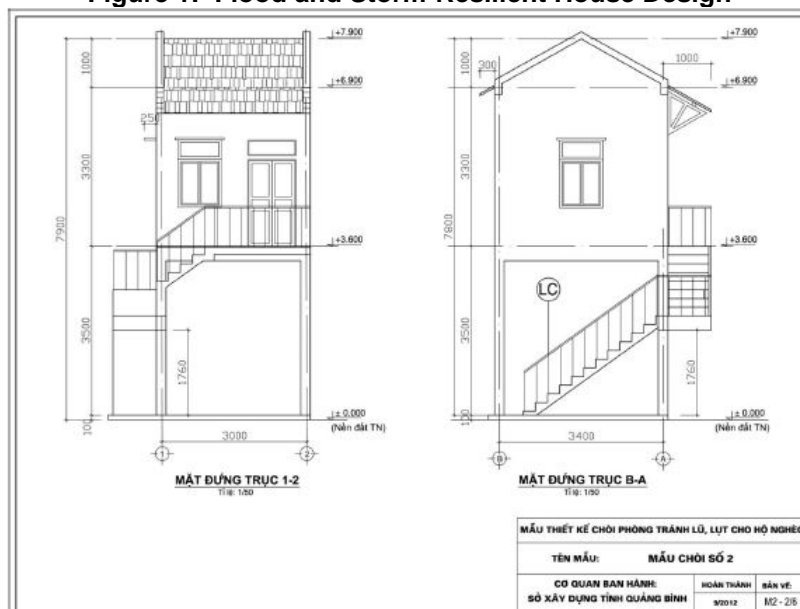 Figure 1: Flood and Storm Resilient House Design
+7.900
1000
+6.900
250
3300
7900
+3.600
3500
1760
100
± 0.000
(Nền đất TN)
3000
1
2
MẶT ĐỨNG TRỤC 1-2
Tỉ lệ: 1/50
+7.900
300
1000
1000
+6.900
3300
7800
+3.600
LC
3500
1760
100
± 0.000
(Nền đất TN)
3400
B
A
MẶT ĐỨNG TRỤC B-A
Tỉ lệ: 1/50
MẪU THIẾT KẾ CHÒI PHÒNG TRÁNH LŨ, LỤT CHO HỘ NGHÈO
TÊN MẪU: MẪU CHÒI SỐ 2
CƠ QUAN BAN HÀNH:
SỞ XÂY DỰNG TỈNH QUẢNG BÌNH
HOÀN THÀNH
9/2012
BẢN VẼ:
M2 - 2/6